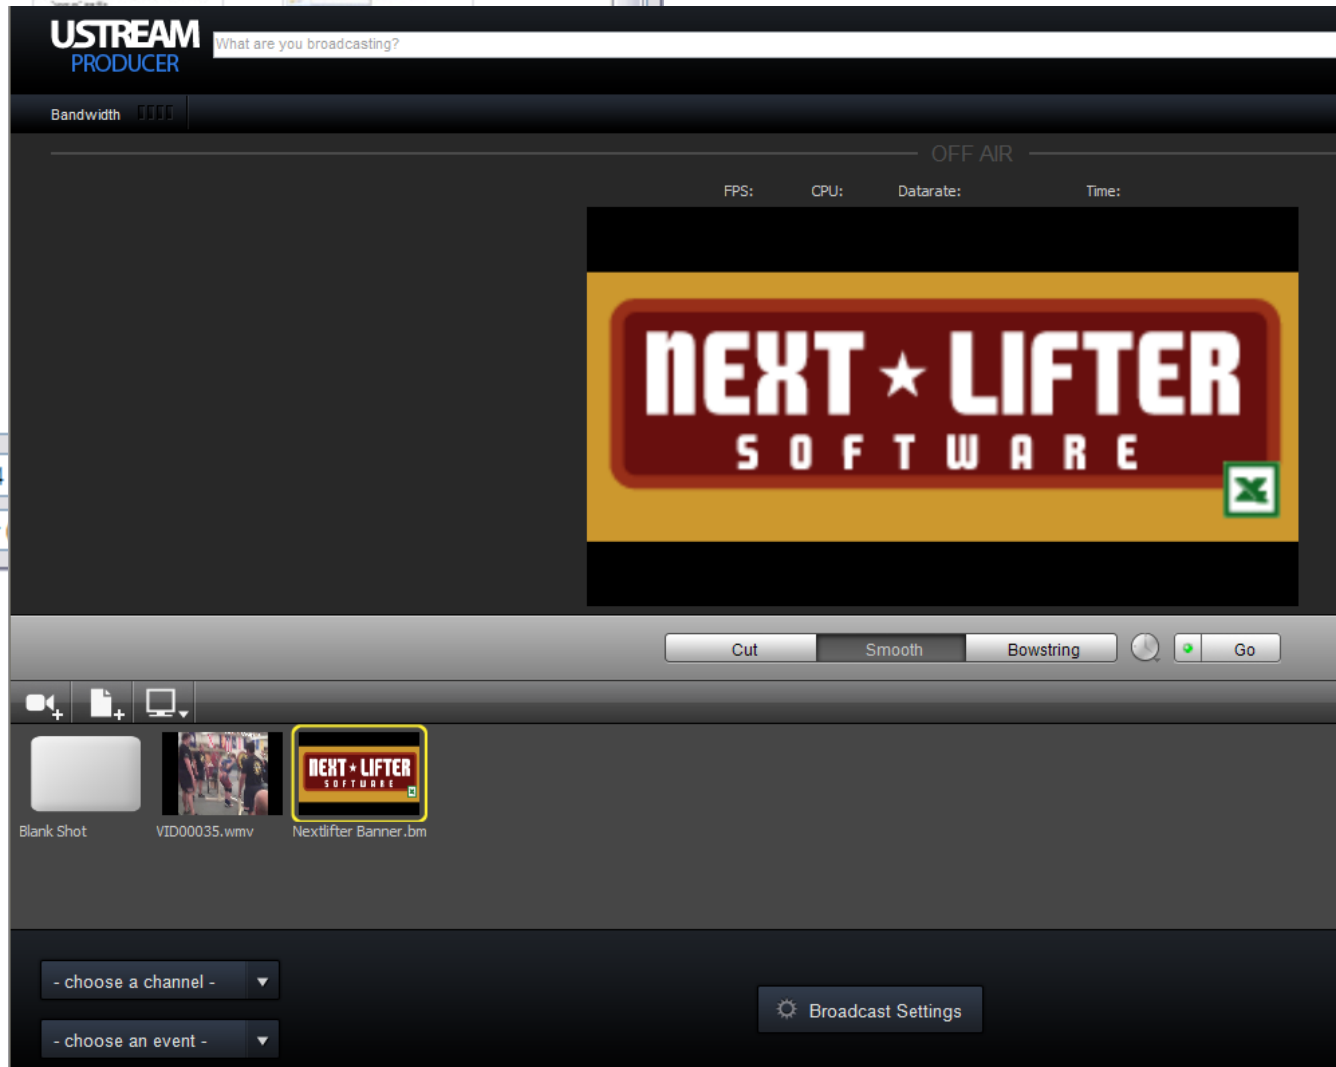 USTREAM
PRODUCER
What are you broadcasting?
Bandwidth
OFF AIR
FPS: CPU: Datarate: Time:
NEXT ★ LIFTER
SOFTWARE
Cut Smooth Bowstring Go
NEXT ★ LIFTER
SOFTWARE
Blank Shot VID00035.wmv Nextlifter Banner.bm
- choose a channel -
Broadcast Settings
- choose an event -